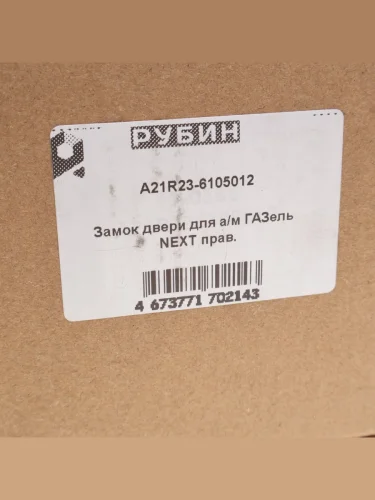 РУБИН
A21R23-6105012
Замок двери для а/м ГАЗель
NEXT прав.
4 673771 702143